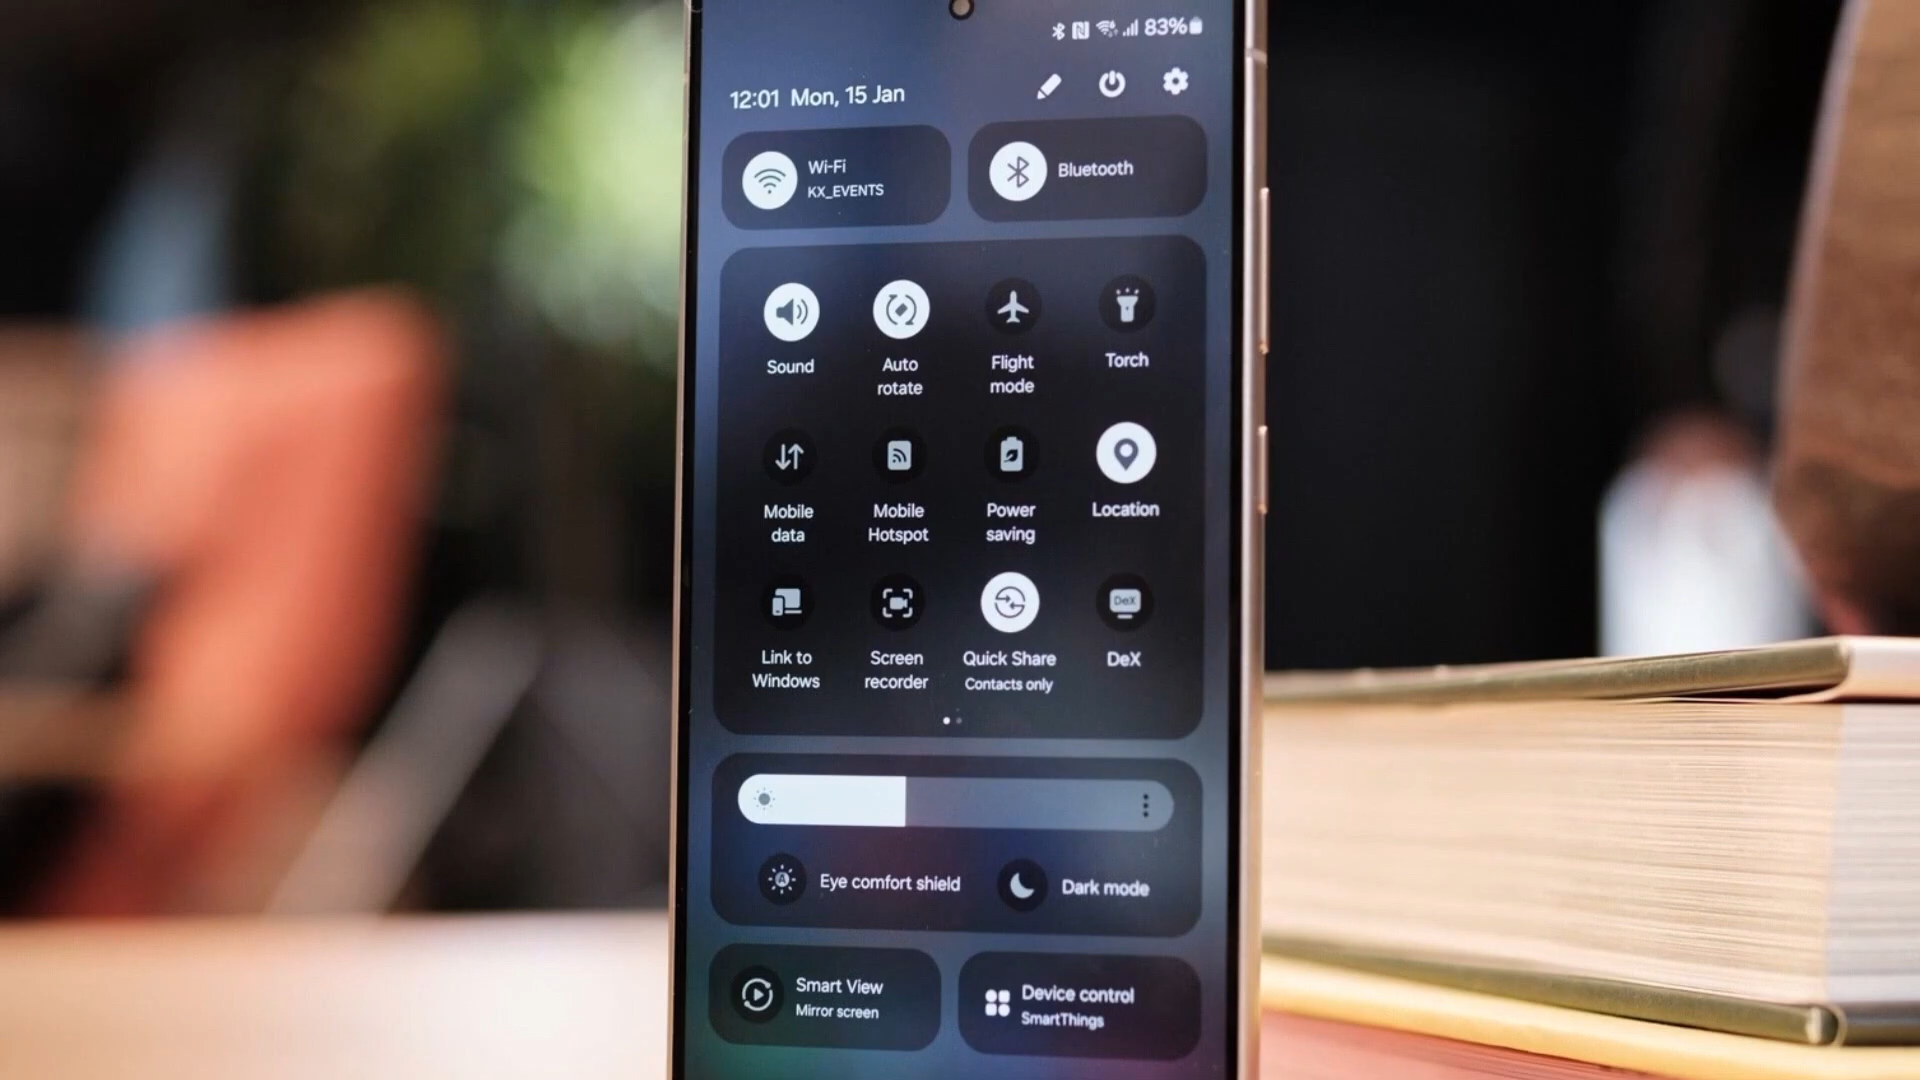 83%
12:01 Mon, 15 Jan
Wi-Fi
KX_EVENTS
Bluetooth
Sound
Auto
rotate
Flight
mode
Torch
Mobile
data
Mobile
Hotspot
Power
saving
Location
Link to
Windows
Screen
recorder
Quick Share
Contacts only
DeX
DeX
A
Eye comfort shield
Dark mode
Smart View
Mirror screen
Device control
SmartThings